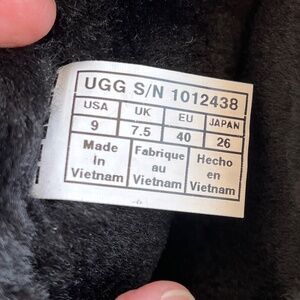 UGG S/N 1012438
USA UK EU JAPAN
9 7.5 40 26
Made Fabrique Hecho
in au en
Vietnam Vietnam Vietnam